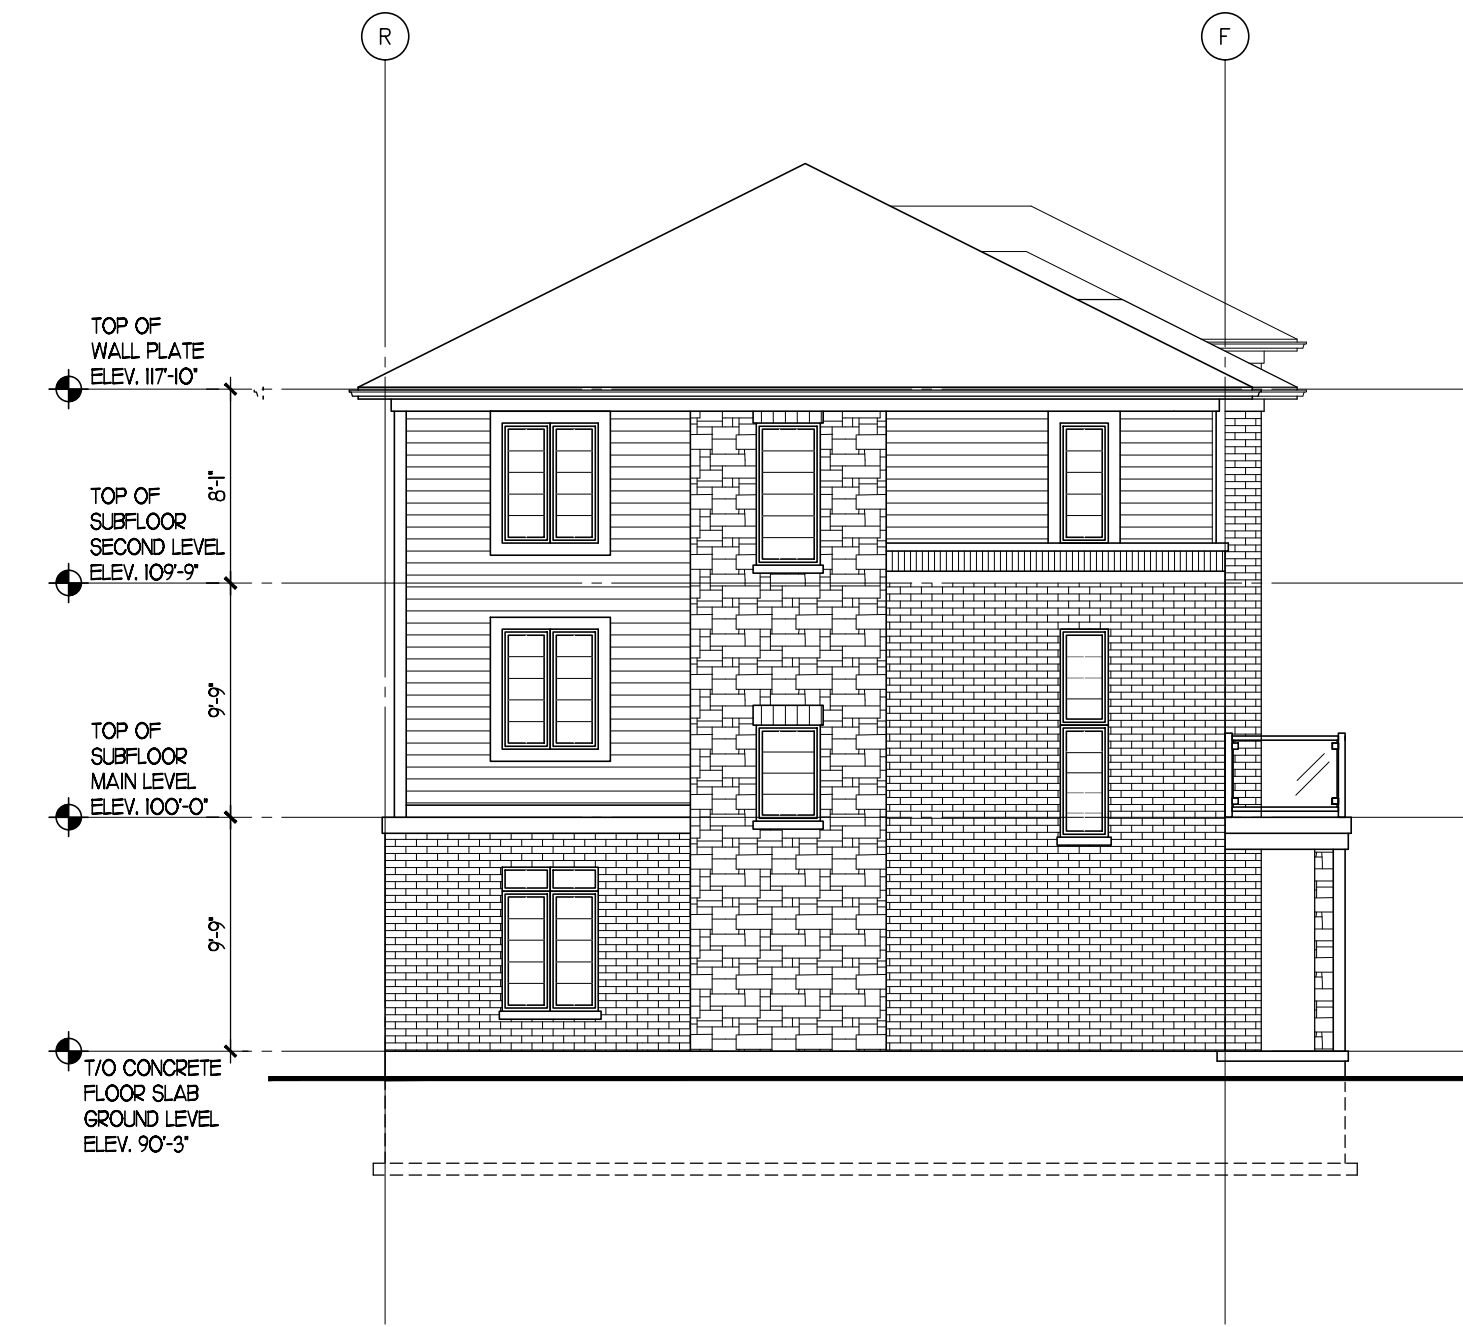 R
F
TOP OF
WALL PLATE
ELEV. 117'-10"
8'-1"
TOP OF
SUBFLOOR
SECOND LEVEL
ELEV. 109'-9"
9'-9"
TOP OF
SUBFLOOR
MAIN LEVEL
ELEV. 100'-0"
9'-9"
T/O CONCRETE
FLOOR SLAB
GROUND LEVEL
ELEV. 90'-3"